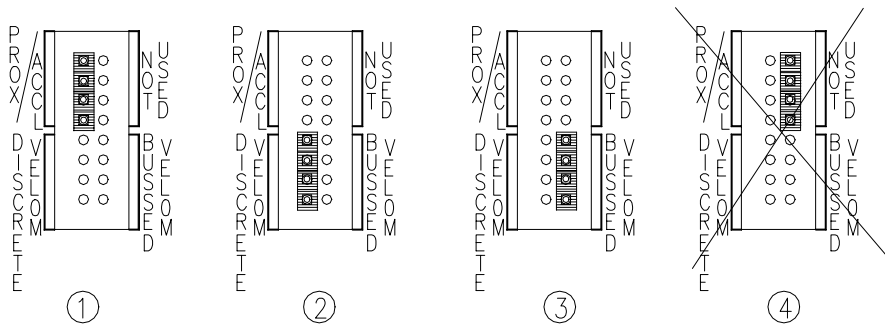 PROX/
ACCL
NOT
USED
DISCRETE
VELOM
BUSSED
VELOM
1
PROX/
ACCL
NOT
USED
DISCRETE
VELOM
BUSSED
VELOM
2
PROX/
ACCL
NOT
USED
DISCRETE
VELOM
BUSSED
VELOM
3
PROX/
ACCL
NOT
USED
DISCRETE
VELOM
BUSSED
VELOM
4